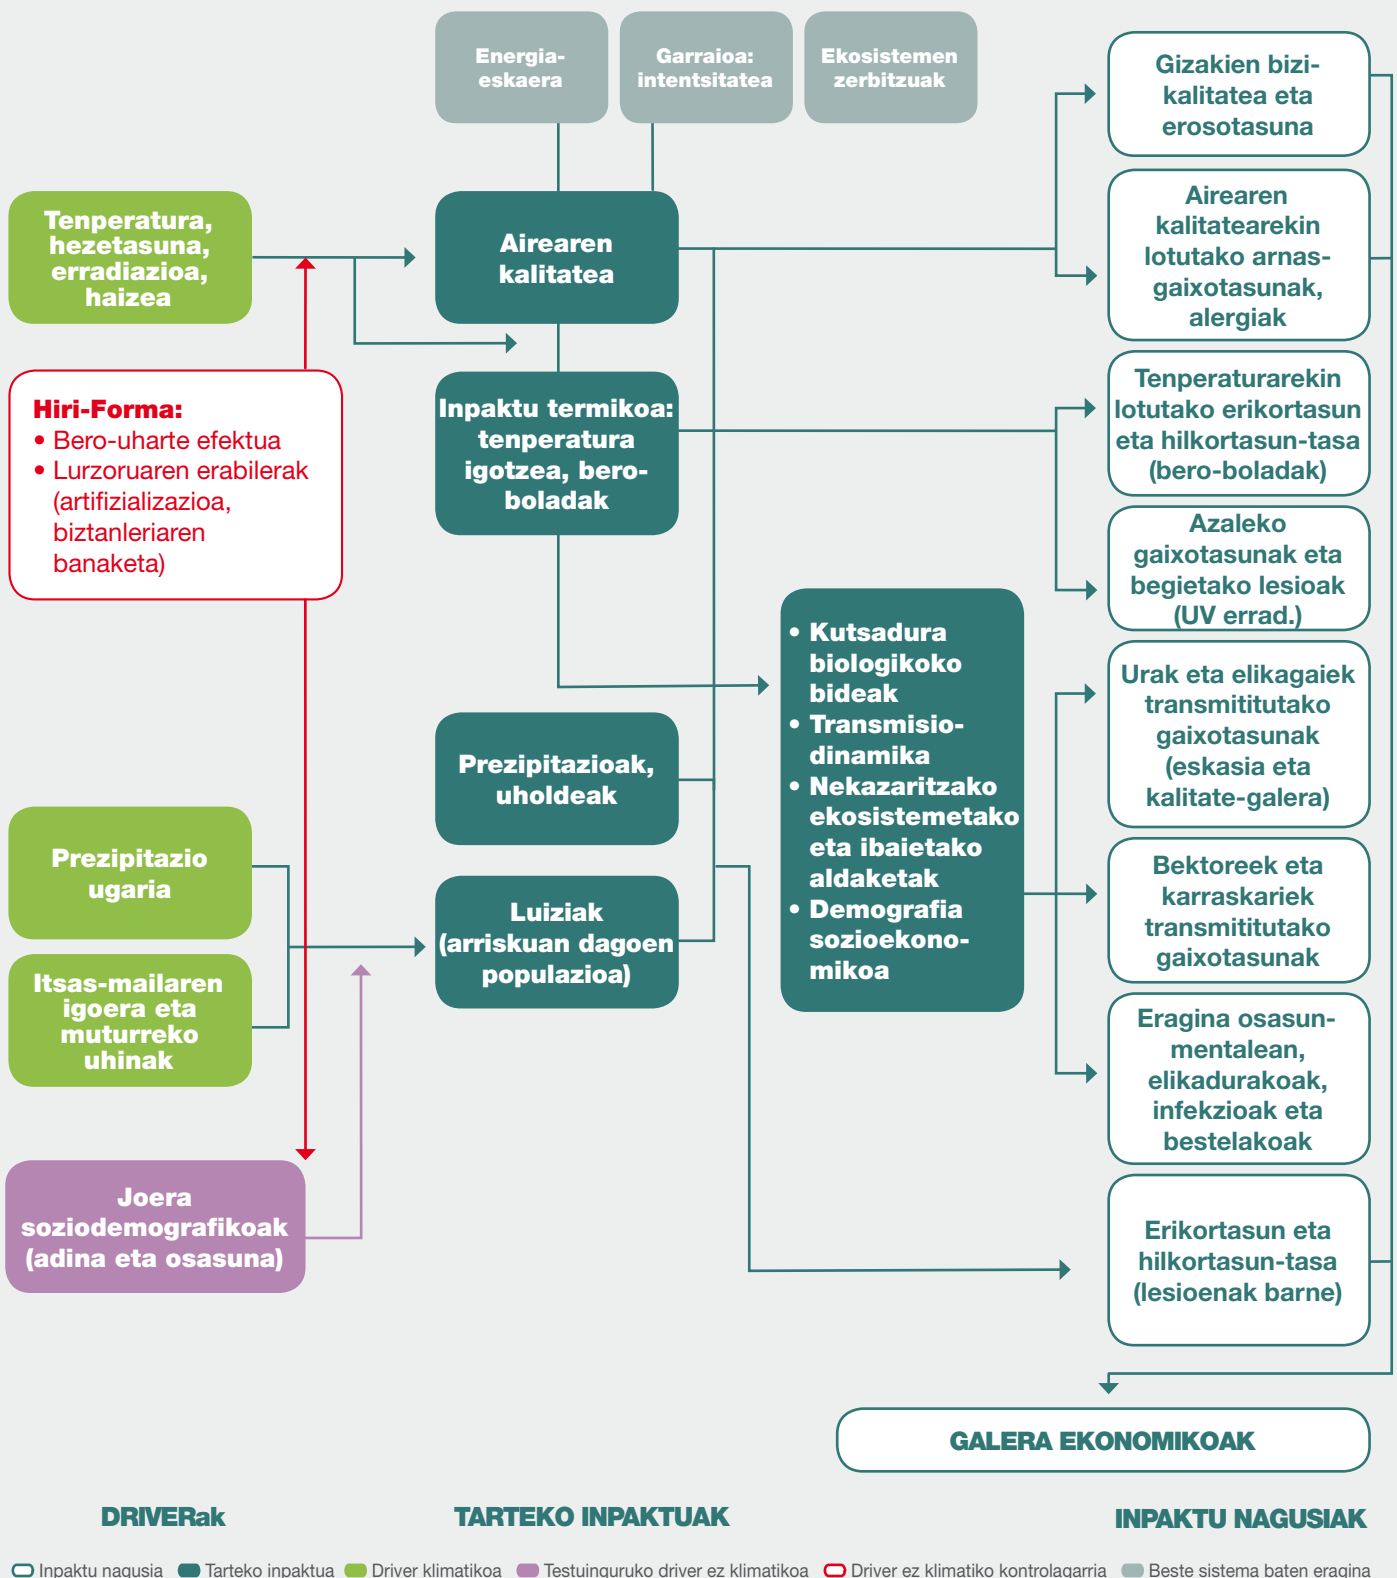 Energia-
eskaera
Garraioa:
intentsitatea
Ekosistemen
zerbitzuak
Tenperatura,
hezetasuna,
erradiazioa,
haizea
Hiri-Forma:
• Bero-uharte efektua
• Lurzoruaren erabilerak
(artifizializazioa,
biztanleriaren
banaketa)
Prezipitazio
ugaria
Itsas-mailaren
igoera eta
muturreko
uhinak
Joera
soziodemografikoak
(adina eta osasuna)
Airearen
kalitatea
Inpaktu termikoa:
tenperatura
igotzea, bero-
boladak
Prezipitazioak,
uholdeak
Luiziak
(arriskuan dagoen
populazioa)
• Kutsadura
biologikoko
bideak
• Transmisio-
dinamika
• Nekazaritzako
ekosistemetako
eta ibaietako
aldaketak
• Demografia
sozioekono-
mikoa
Gizakien bizi-
kalitatea eta
erosotasuna
Airearen
kalitatearekin
lotutako arnas-
gaixotasunak,
alergiak
Tenperaturarekin
lotutako erikortasun
eta hilkortasun-tasa
(bero-boladak)
Azaleko
gaixotasunak eta
begietako lesioak
(UV errad.)
Urak eta elikagaiek
transmititutako
gaixotasunak
(eskasia eta
kalitate-galera)
Bektoreek eta
karraskariek
transmititutako
gaixotasunak
Eragina osasun-
mentalean,
elikadurakoak,
infekzioak eta
bestelakoak
Erikortasun eta
hilkortasun-tasa
(lesioenak barne)
GALERA EKONOMIKOAK
DRIVERak
TARTEKO INPAKTUAK
INPAKTU NAGUSIAK
Inpaktu nagusia Tarteko inpaktua Driver klimatikoa Testuinguruko driver ez klimatikoa Driver ez klimatiko kontrolagarria Beste sistema baten eragina